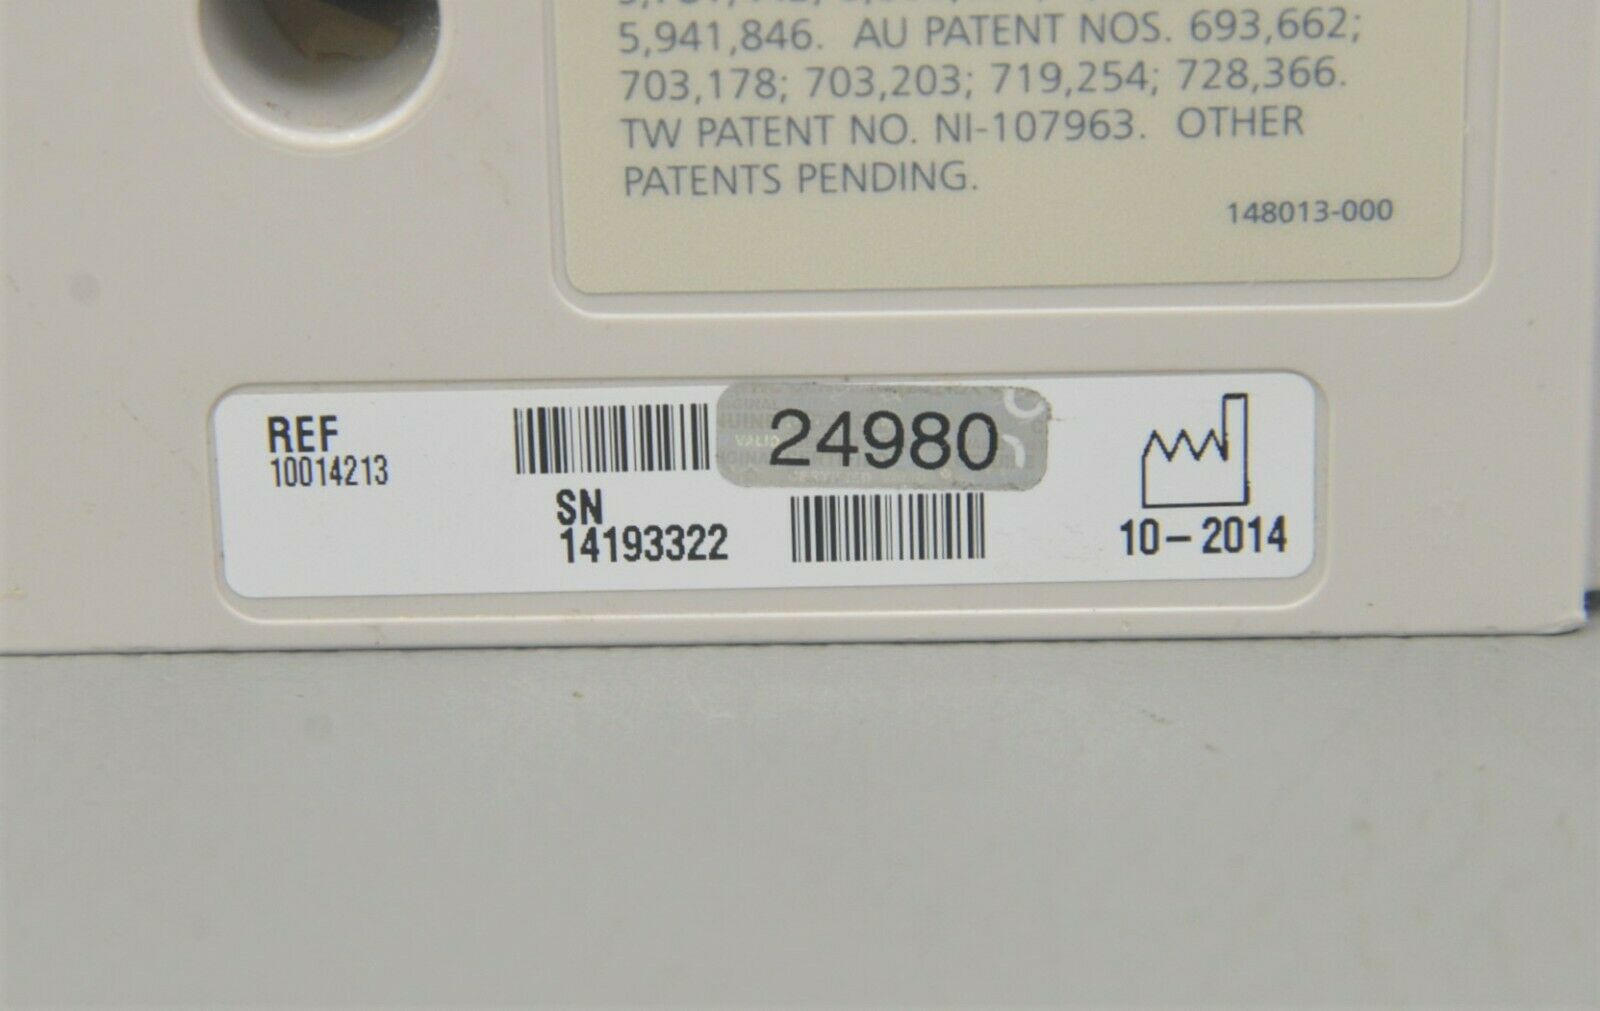 5,941,846. AU PATENT NOS. 693,662;
703,178; 703,203; 719,254; 728,366.
TW PATENT NO. NI-107963. OTHER
PATENTS PENDING.
148013-000
REF
10014213
24980
VALID
SN
14193322
10-2014